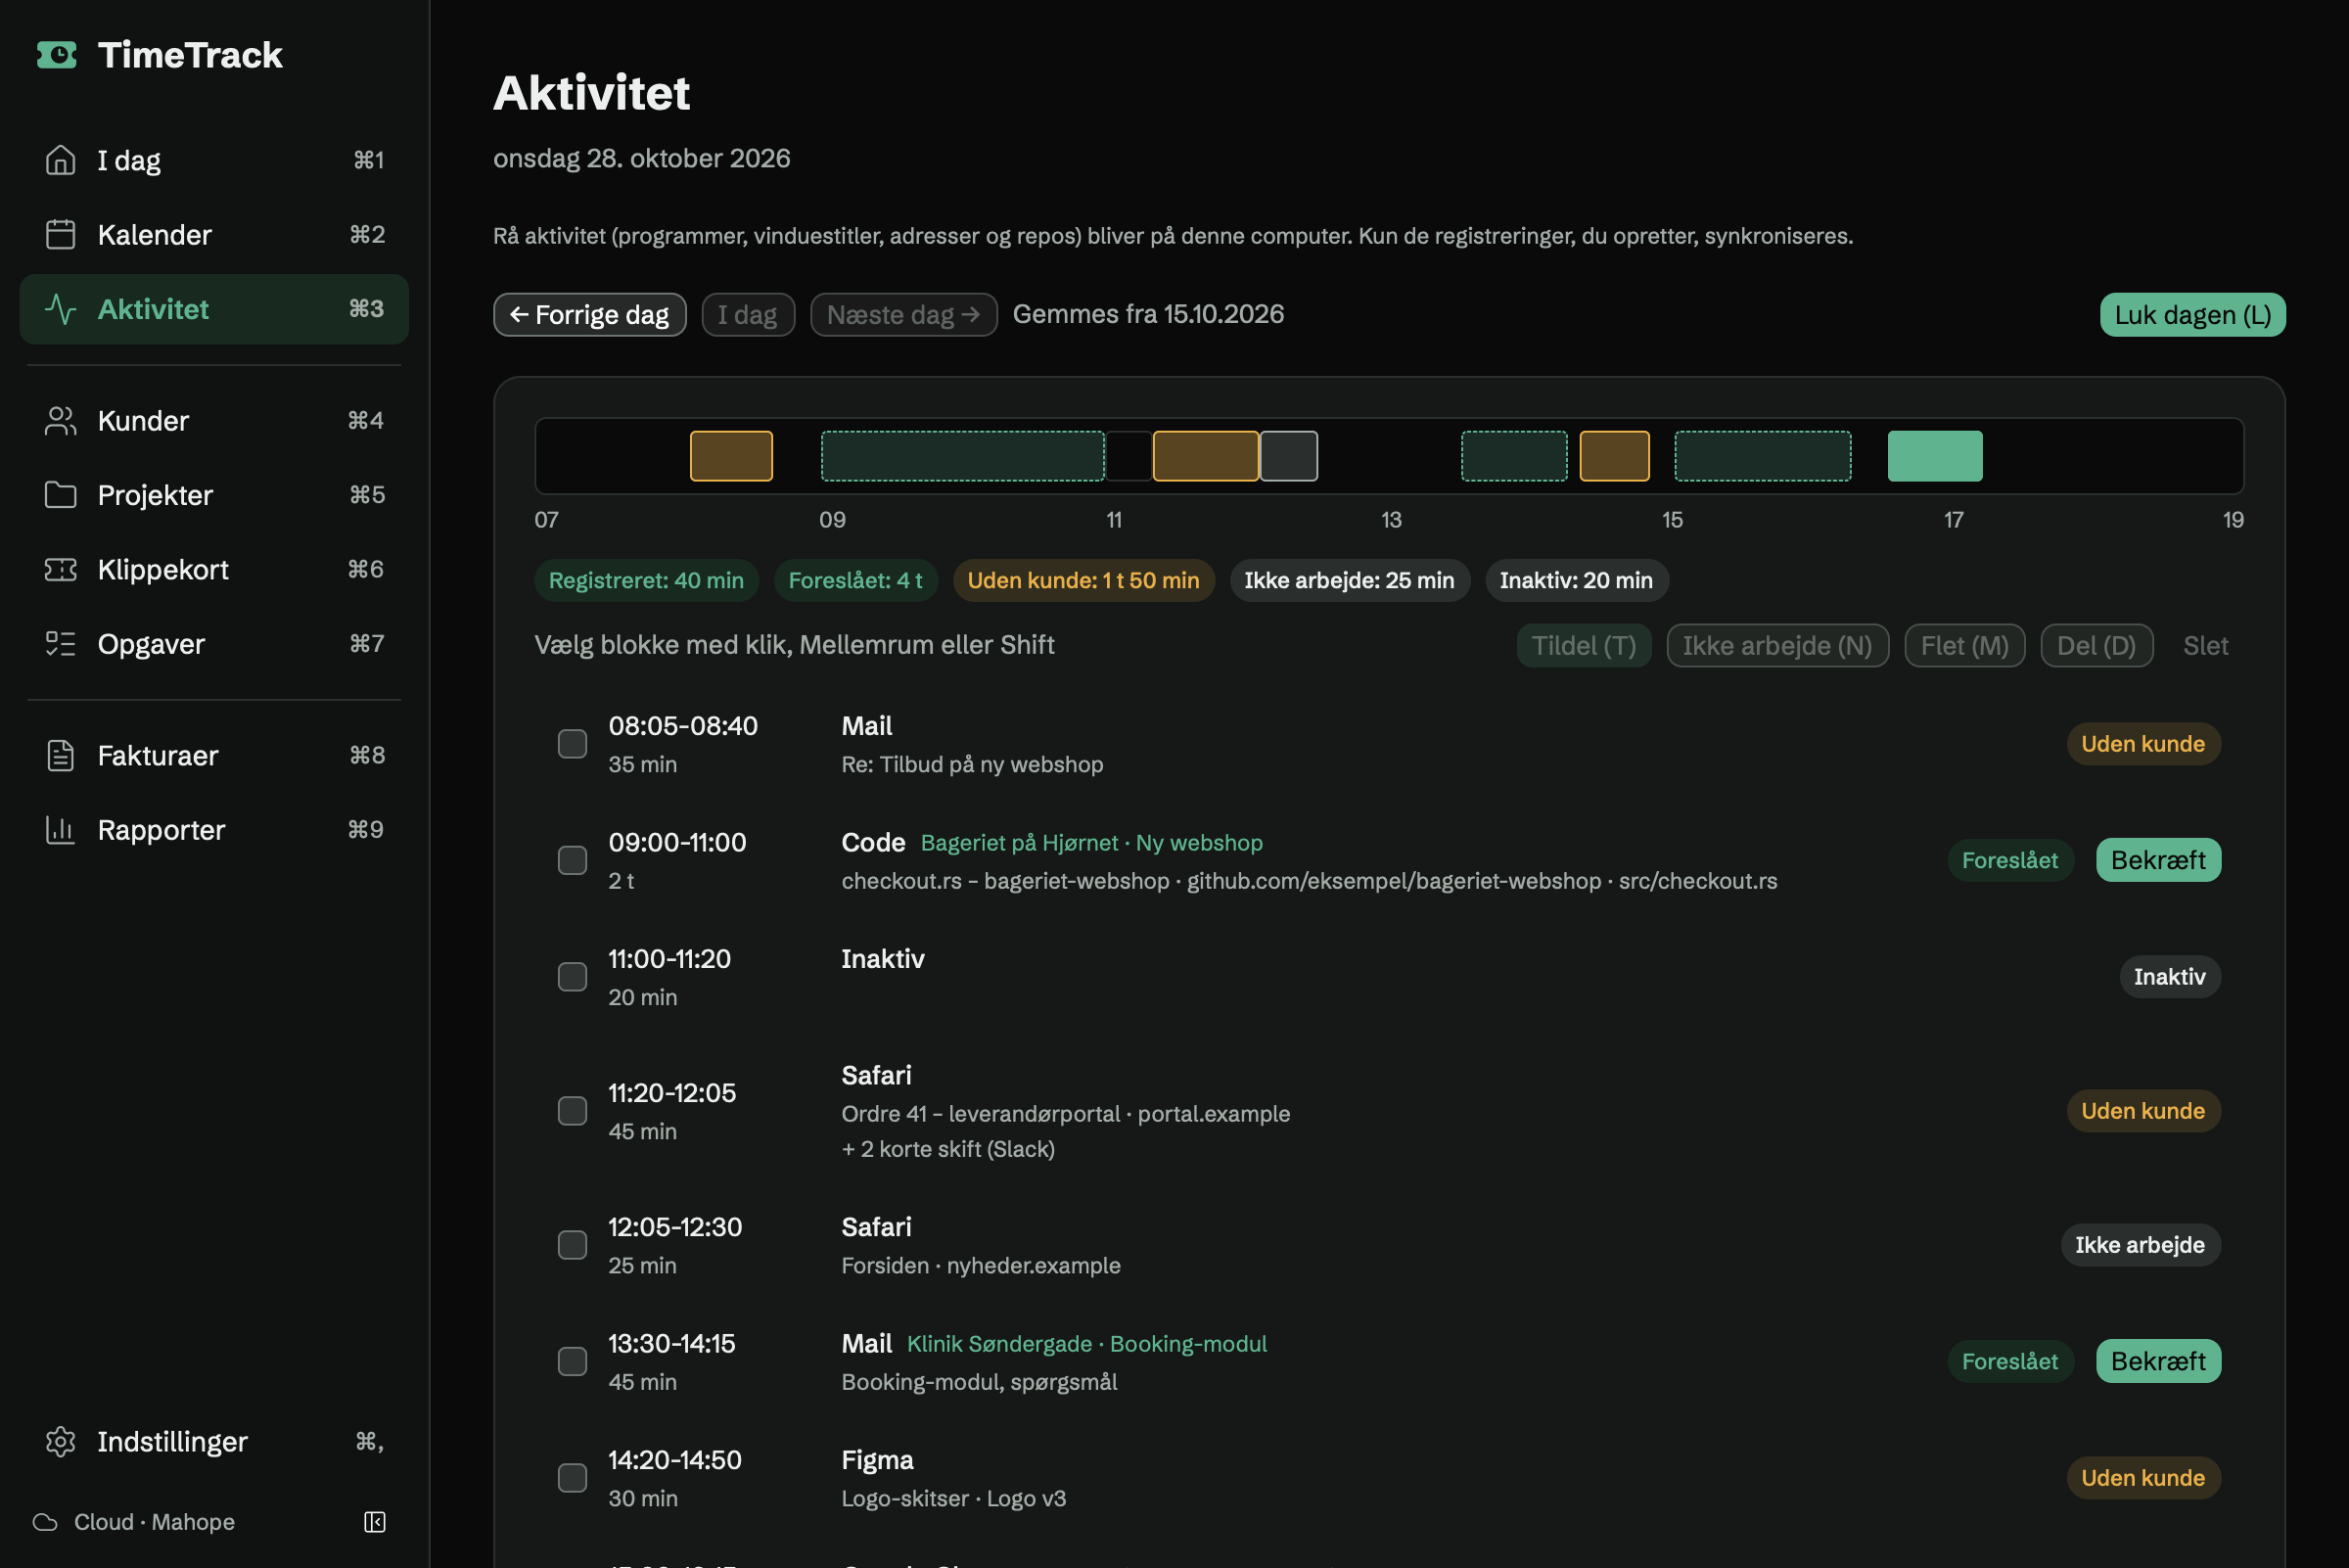 TimeTrack
I dag ⌘1
Kalender ⌘2
Aktivitet ⌘3
Kunder ⌘4
Projekter ⌘5
Klippekort ⌘6
Opgaver ⌘7
Fakturaer ⌘8
Rapporter ⌘9
Indstillinger ⌘,
Cloud · Mahope
Aktivitet
onsdag 28. oktober 2026
Rå aktivitet (programmer, vinduestitler, adresser og repos) bliver på denne computer. Kun de registreringer, du opretter, synkroniseres.
← Forrige dag I dag Næste dag → Gemmes fra 15.10.2026 Luk dagen (L)
07 09 11 13 15 17 19
Registreret: 40 min Foreslået: 4 t Uden kunde: 1 t 50 min Ikke arbejde: 25 min Inaktiv: 20 min
Vælg blokke med klik, Mellemrum eller Shift Tildel (T) Ikke arbejde (N) Flet (M) Del (D) Slet
08:05-08:40 Mail Uden kunde
35 min Re: Tilbud på ny webshop
09:00-11:00 Code Bageriet på Hjørnet · Ny webshop Foreslået Bekræft
2 t checkout.rs – bageriet-webshop · github.com/eksempel/bageriet-webshop · src/checkout.rs
11:00-11:20 Inaktiv Inaktiv
20 min
11:20-12:05 Safari Uden kunde
45 min Ordre 41 – leverandørportal · portal.example
+ 2 korte skift (Slack)
12:05-12:30 Safari Ikke arbejde
25 min Forsiden · nyheder.example
13:30-14:15 Mail Klinik Søndergade · Booking-modul Foreslået Bekræft
45 min Booking-modul, spørgsmål
14:20-14:50 Figma Uden kunde
30 min Logo-skitser · Logo v3